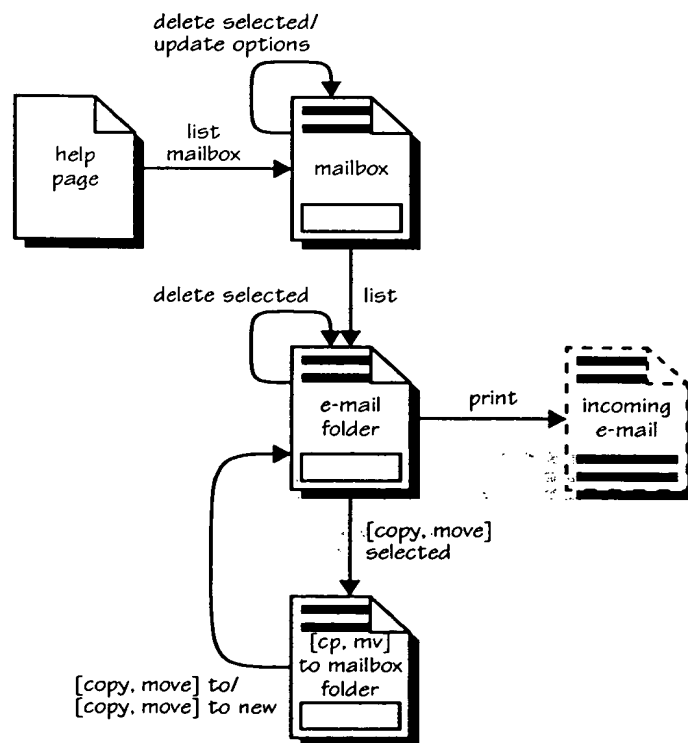 delete selected/
update options
help
page
list
mailbox
mailbox
delete selected
list
e-mail
folder
print
incoming
e-mail
[copy, move]
selected
[cp, mv]
to mailbox
folder
[copy, move] to/
[copy, move] to new